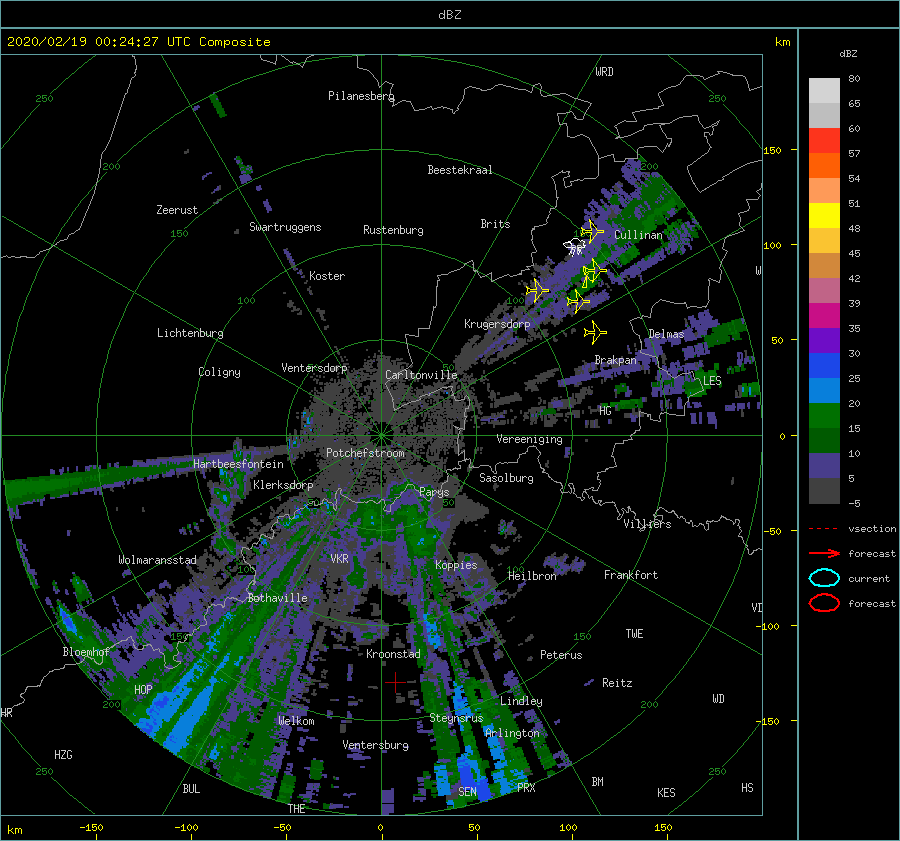 dBZ
2020/02/19 00:24:27 UTC Composite
km
dBZ
WRD
80
250
Pilanesberg
250
65
60
150
57
200
Beestekraal
200
54
Zeerust
51
150
Swartruggens
Rustenburg
Brits
150
Cullinan
48
100
45
Koster
W
42
100
100
39
Lichtenburg
Krugersdorp
Delmas
35
50
30
Coligny
Ventersdorp
Carltonville
50
Brakpan
LES
25
HG
20
0
15
Potchefstroom
Vereeniging
Hartbeesfontein
10
Klerksdorp
Parys
Sasolburg
5
50
50
-5
Villiers
-50
vsection
Wolmaransstad
VKR
Koppies
forecast
100
100
Heilbron
Frankfort
current
Bothaville
VD
forecast
-100
150
150
TWE
Bloemhof
Kroonstad
Peterus
HOP
Reitz
200
Lindley
200
WD
HR
Welkom
Steynsrus
-150
Arlington
HZG
Ventersburg
250
250
BUL
SEN
PRX
BM
KES
HS
THE
km
-150
-100
-50
0
50
100
150